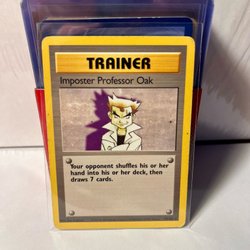 TRAINER
Imposter Professor Oak
Your opponent shuffles his or her
hand into his or her deck, then
draws 7 cards.